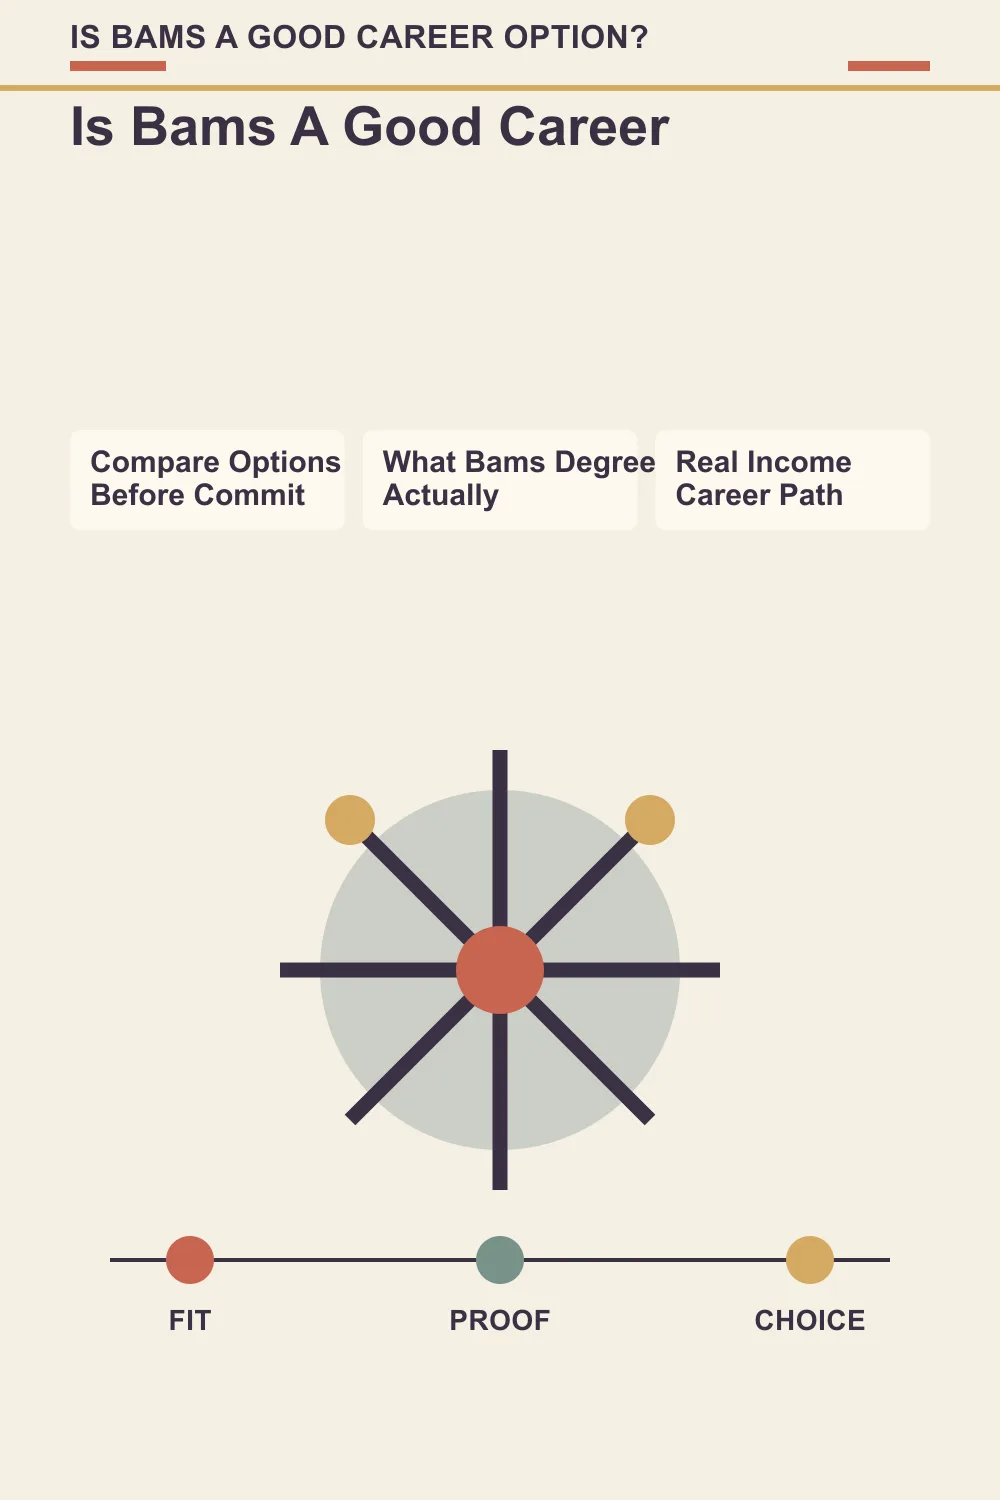 IS BAMS A GOOD CAREER OPTION?
Is Bams A Good Career
Compare Options
Before Commit
What Bams Degree
Actually
Real Income
Career Path
FIT
PROOF
CHOICE